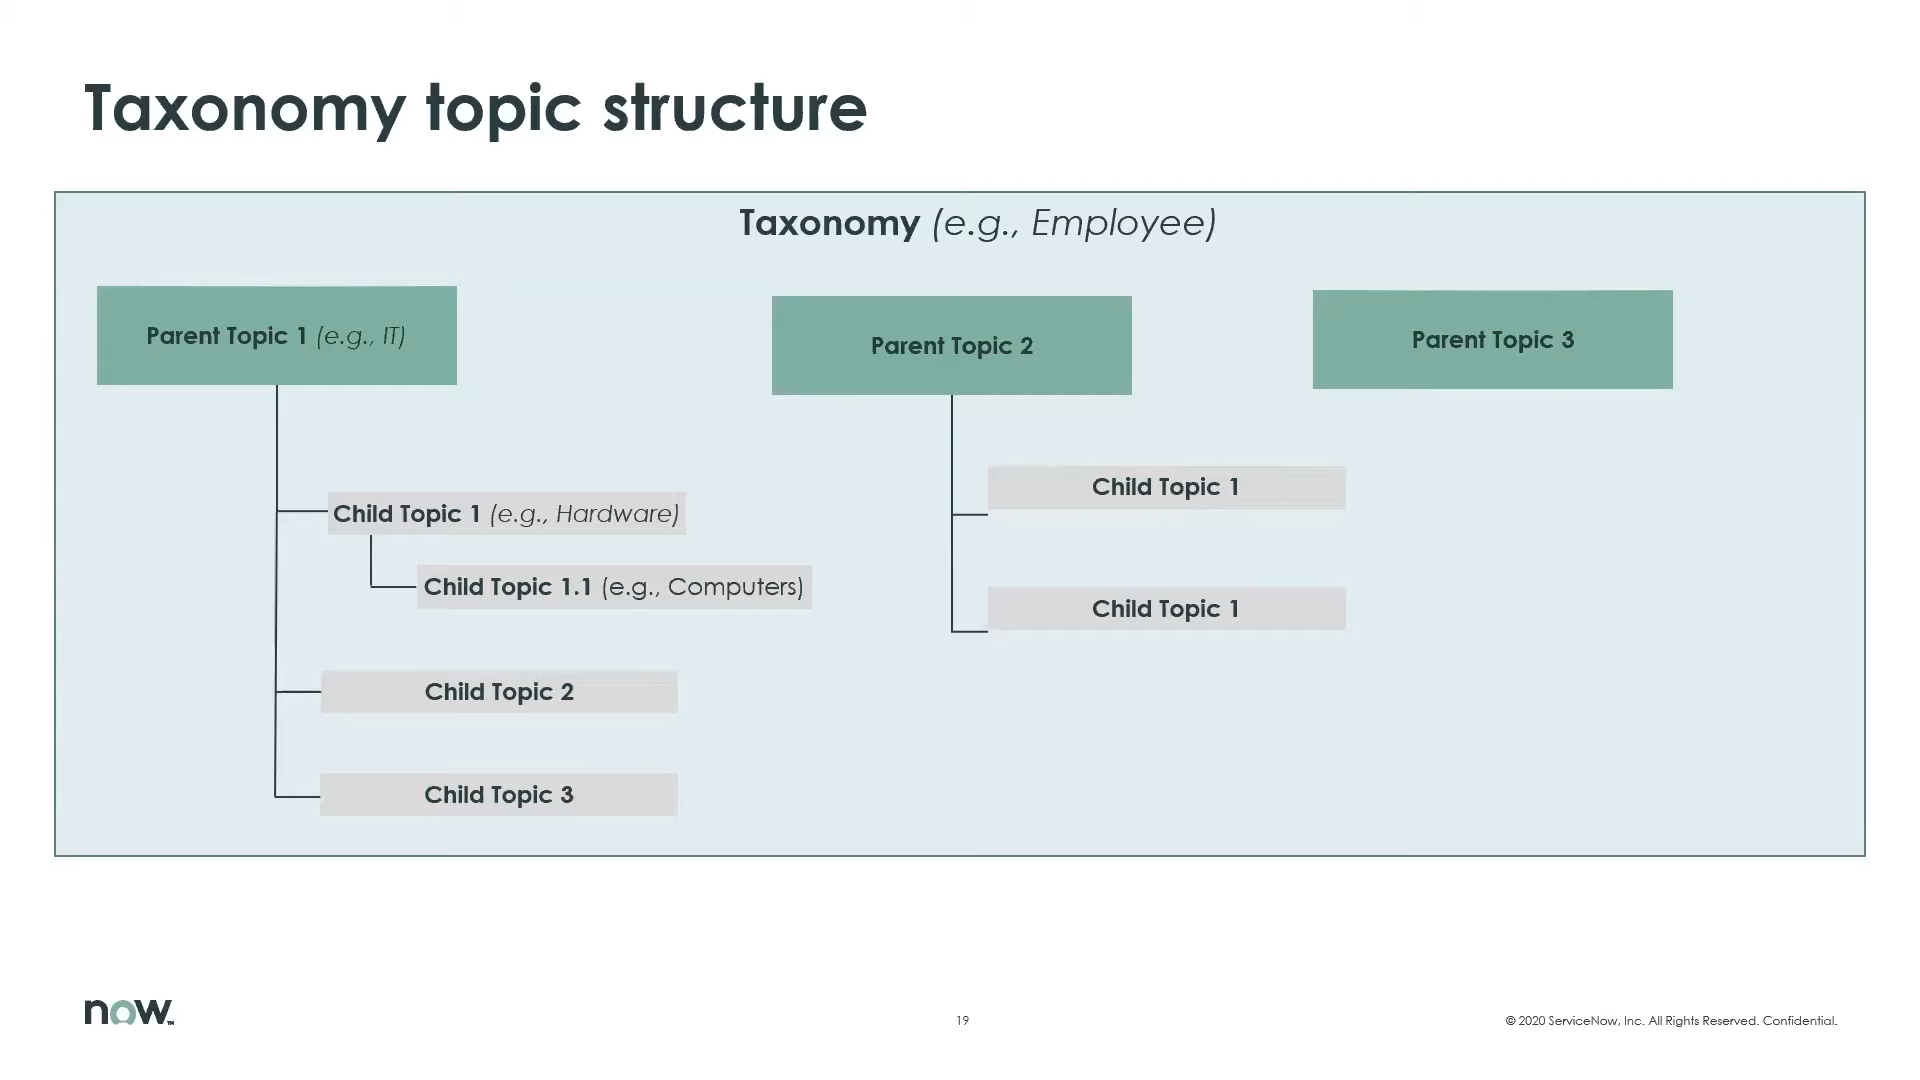 Taxonomy topic structure
Taxonomy (e.g., Employee)
Parent Topic 1 (e.g., IT)
Parent Topic 2
Parent Topic 3
Child Topic 1
Child Topic 1 (e.g., Hardware)
Child Topic 1.1 (e.g., Computers)
Child Topic 1
Child Topic 2
Child Topic 3
now™
19
© 2020 ServiceNow, Inc. All Rights Reserved. Confidential.